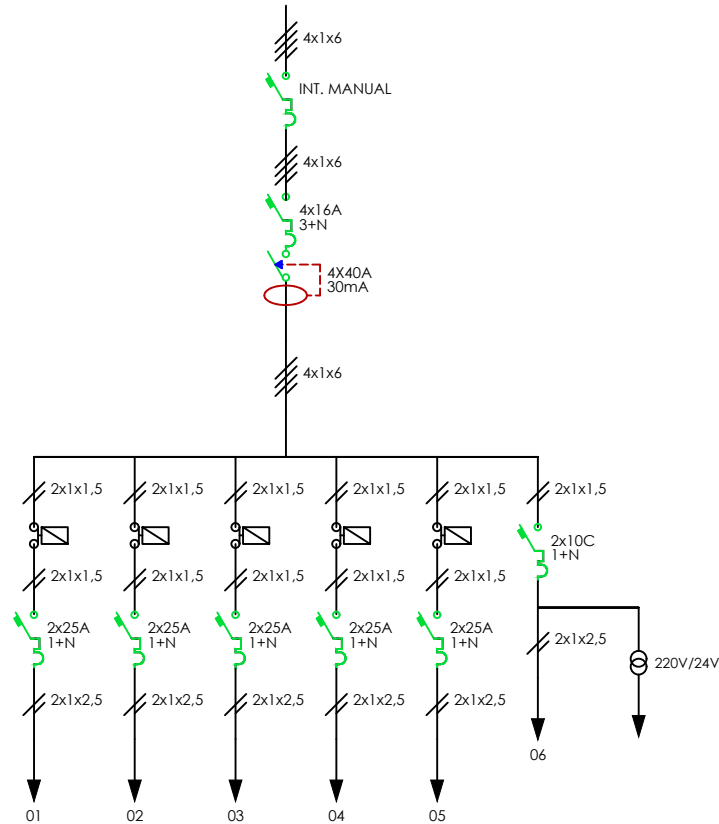 4x1x6
INT. MANUAL
4x1x6
4x16A
3+N
4X40A
30mA
4x1x6
2x1x1,5
2x1x1,5
2x1x1,5
2x1x1,5
2x1x1,5
2x1x1,5
2x10C
1+N
2x1x1,5
2x1x1,5
2x1x1,5
2x1x1,5
2x1x1,5
2x25A
1+N
2x25A
1+N
2x25A
1+N
2x25A
1+N
2x25A
1+N
2x1x2,5
220V/24V
2x1x2,5
2x1x2,5
2x1x2,5
2x1x2,5
2x1x2,5
06
01
02
03
04
05